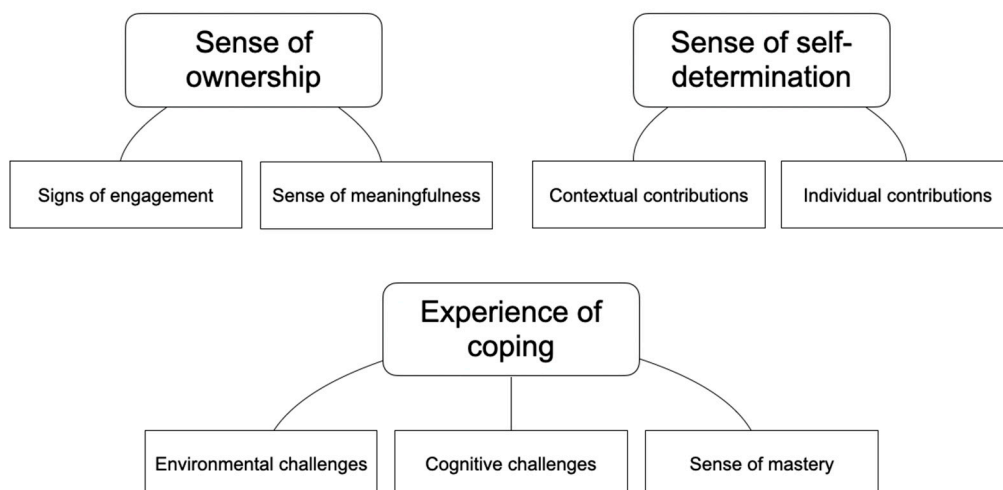 Sense of
ownership
Sense of self-
determination
Signs of engagement
Sense of meaningfulness
Contextual contributions
Individual contributions
Experience of
coping
Environmental challenges
Cognitive challenges
Sense of mastery